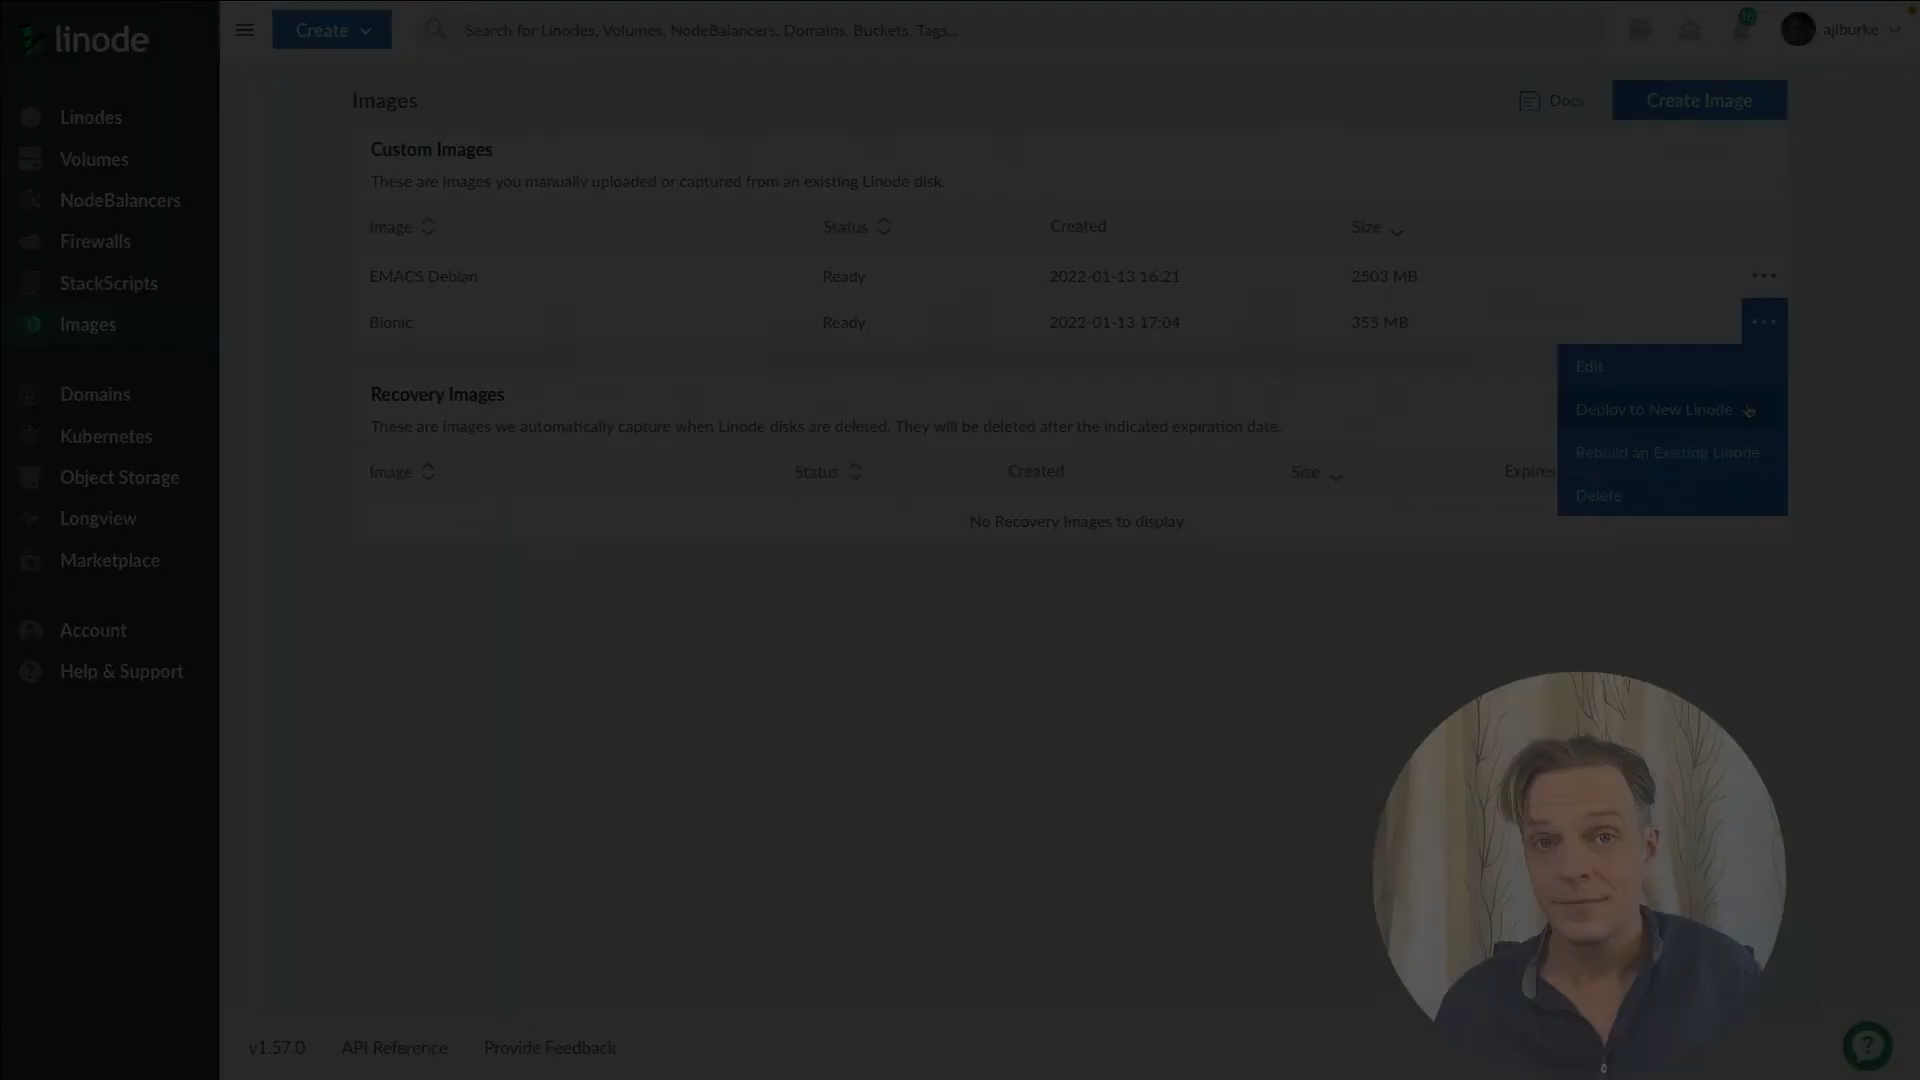 linode
Create
Search for Linodes, Volumes, NodeBalancers, Domains, Buckets, Tags...
ajlburke
Linodes
Volumes
NodeBalancers
Firewalls
StackScripts
Images
Domains
Kubernetes
Object Storage
Longview
Marketplace
Account
Help & Support
Images
Docs
Create Image
Custom Images
These are images you manually uploaded or captured from an existing Linode disk.
Image Status Created Size
EMACS Debian Ready 2022-01-13 16:21 2503 MB
Bionic Ready 2022-01-13 17:04 355 MB
Edit
Deploy to New Linode
Rebuild an Existing Linode
Delete
Recovery Images
These are images we automatically capture when Linode disks are deleted. They will be deleted after the indicated expiration date.
Image Status Created Size Expires
No Recovery Images to display.
v1.57.0 API Reference Provide Feedback
?